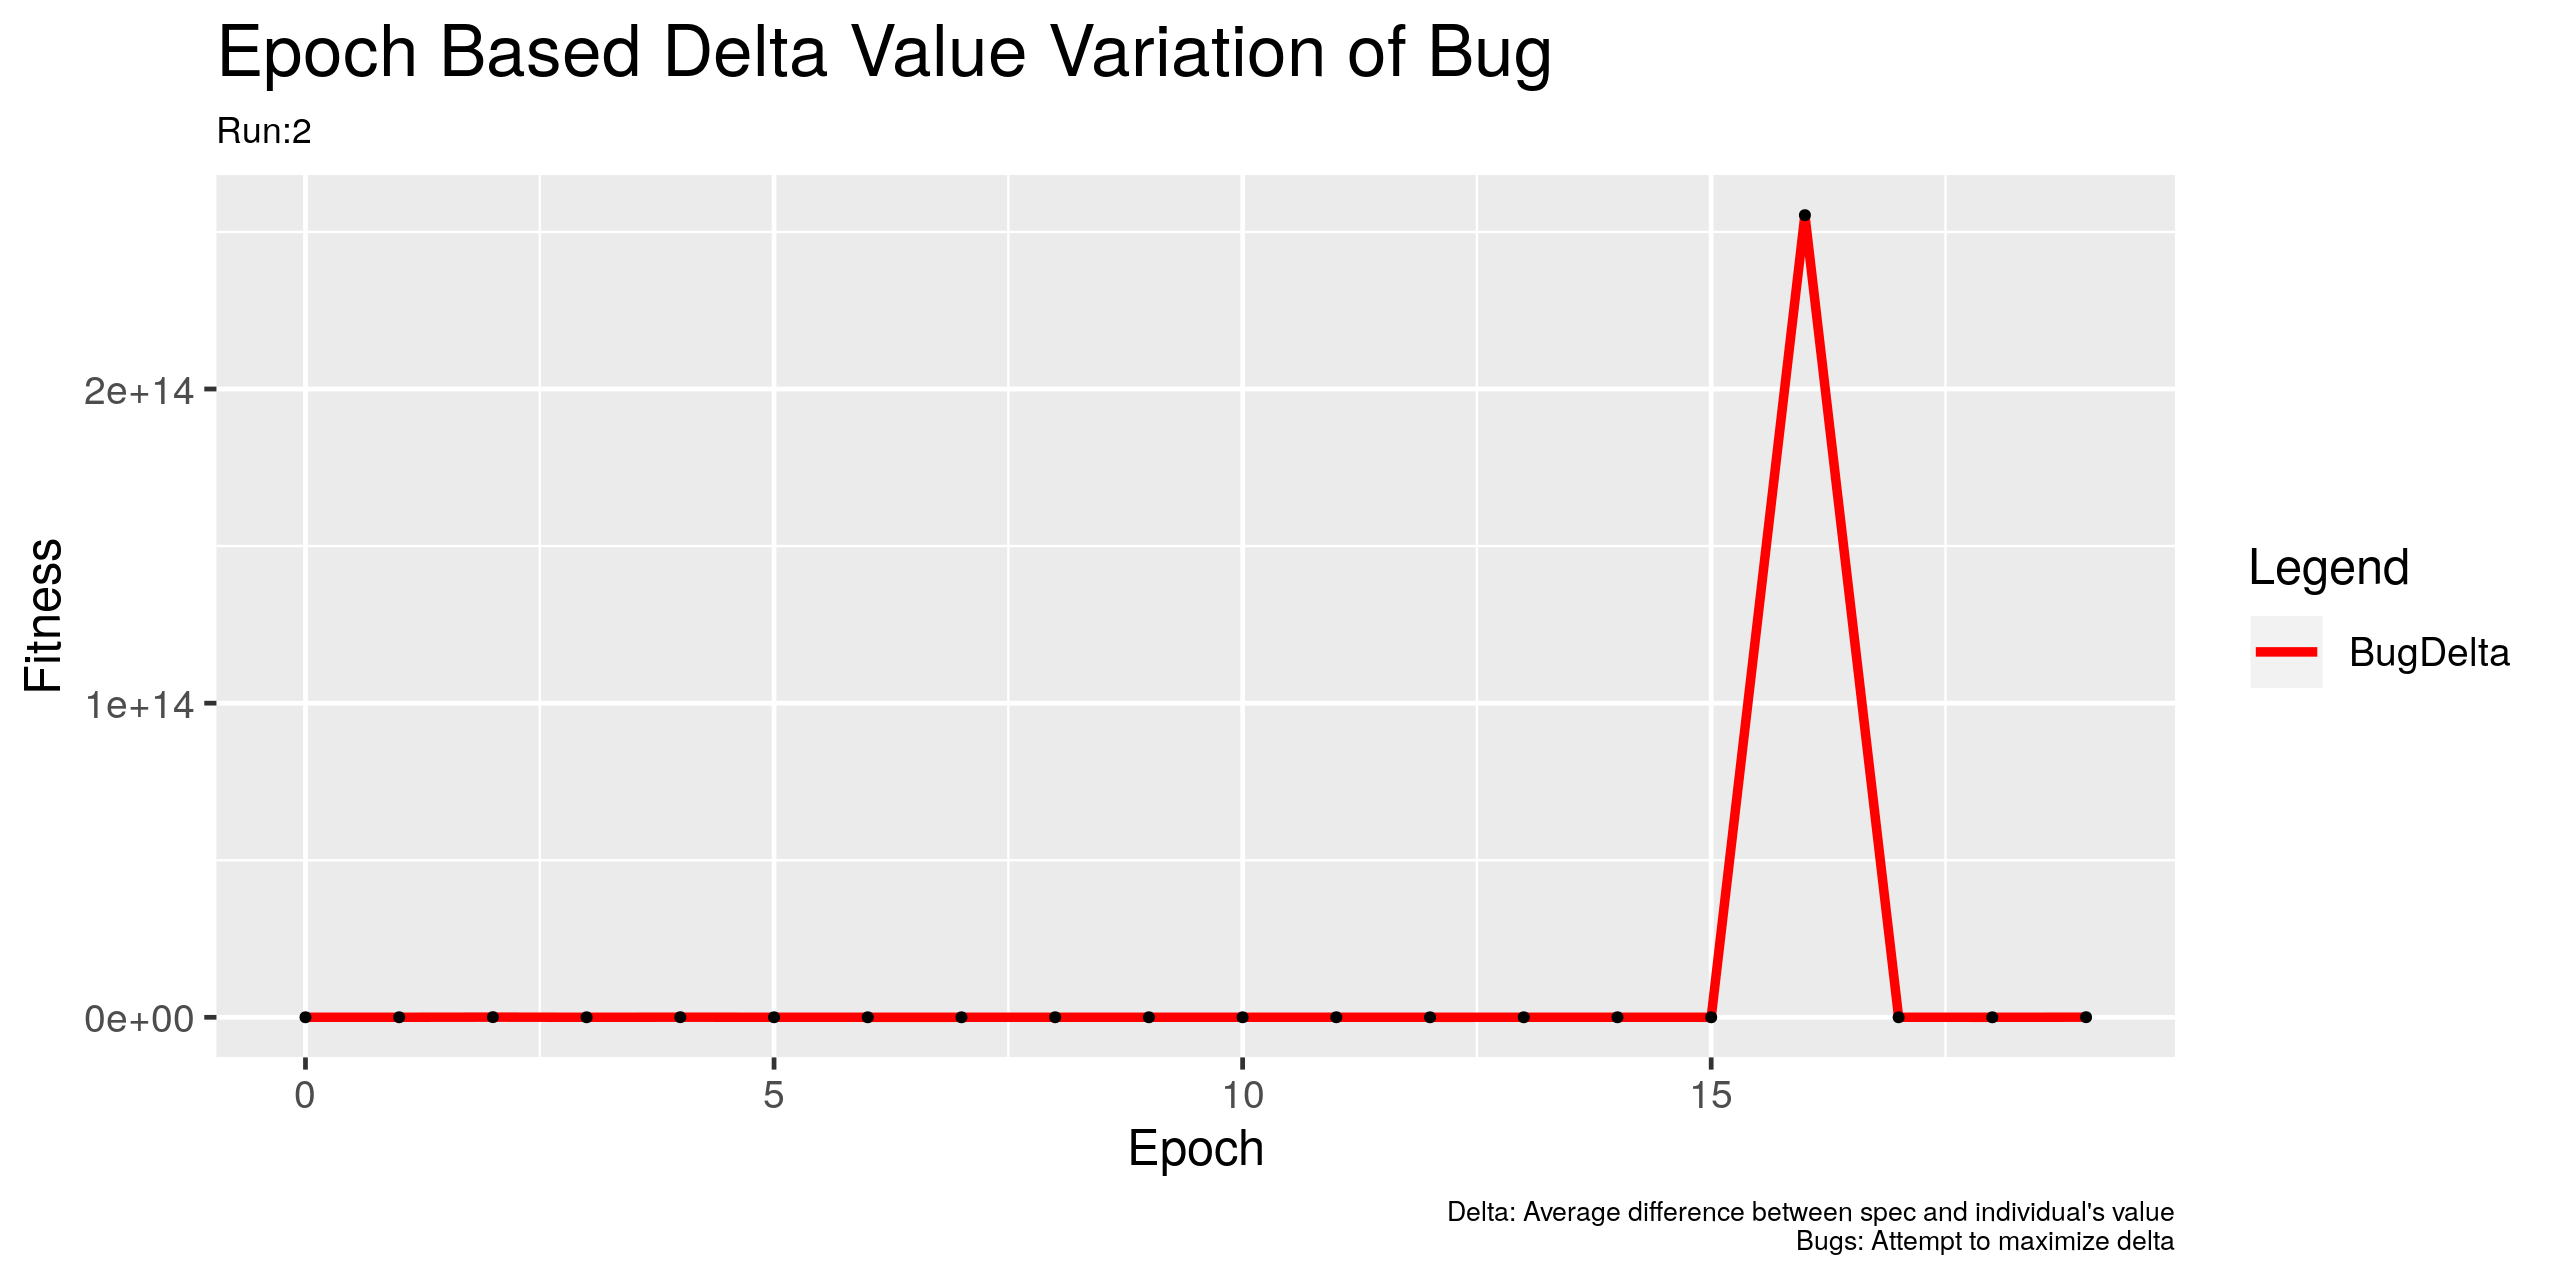 Epoch Based Delta Value Variation of Bug
Run:2
Fitness
2e+14
1e+14
0e+00
0
5
10
15
Epoch
Legend
BugDelta
Delta: Average difference between spec and individual's value
Bugs: Attempt to maximize delta